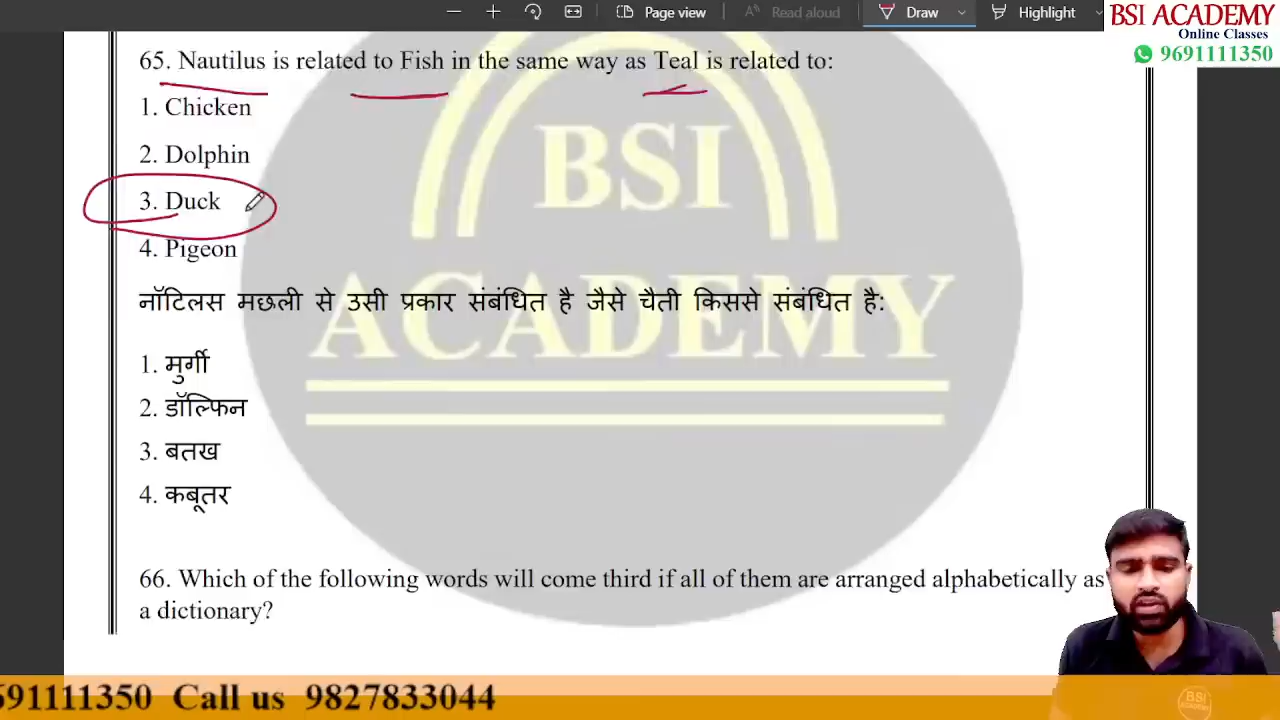 Page view
Read aloud
Draw
Highlight
BSI ACADEMY
Online Classes
9691111350
65. Nautilus is related to Fish in the same way as Teal is related to:
1. Chicken
2. Dolphin
3. Duck
4. Pigeon
BSI
ACADEMY
नॉटिलस मछली से उसी प्रकार संबंधित है जैसे चैती किससे संबंधित है:
1. मुर्गी
2. डॉल्फिन
3. बतख
4. कबूतर
66. Which of the following words will come third if all of them are arranged alphabetically as
a dictionary?
691111350 Call us 9827833044
BSI
ACADEMY